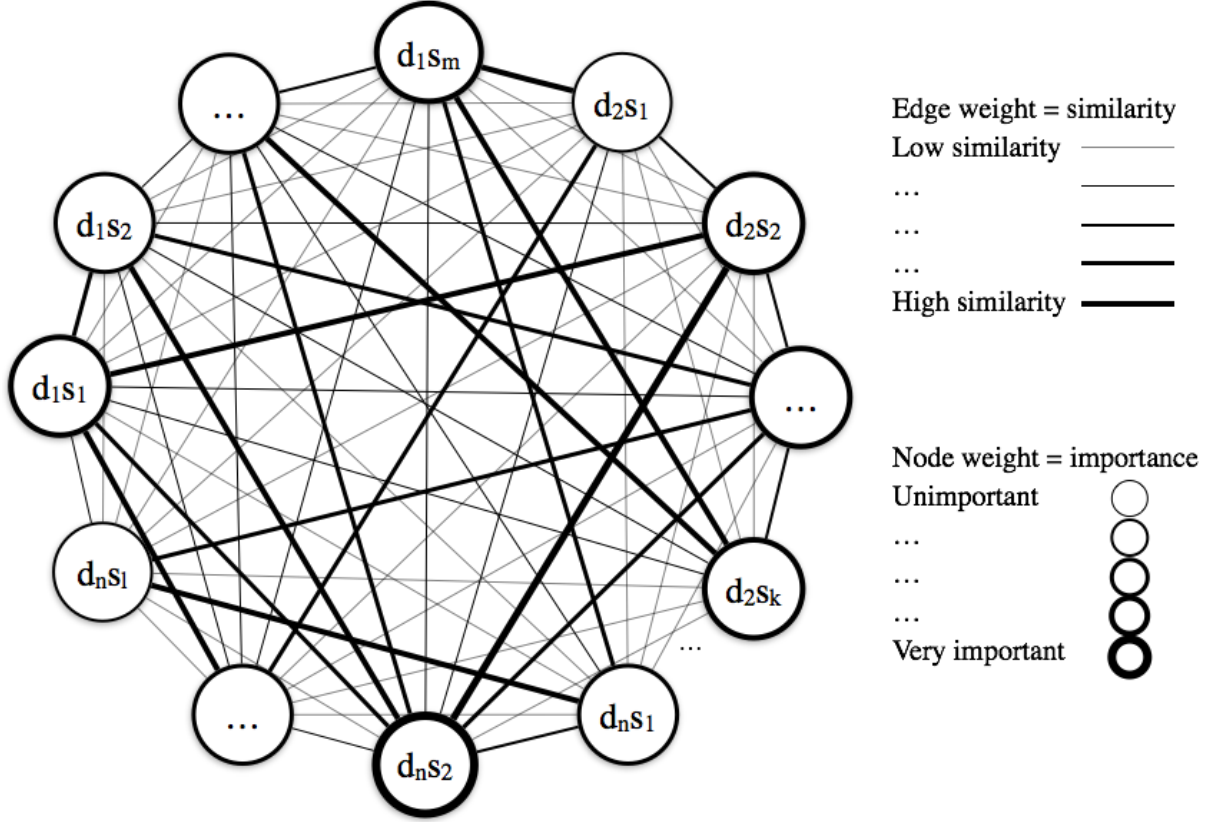 d₁sₘ
...
d₂s₁
d₁s₂
d₂s₂
d₁s₁
...
dₙsₗ
d₂sₖ
...
...
dₙs₁
dₙs₂
Edge weight = similarity
Low similarity
...
...
...
High similarity
Node weight = importance
Unimportant
...
...
...
Very important